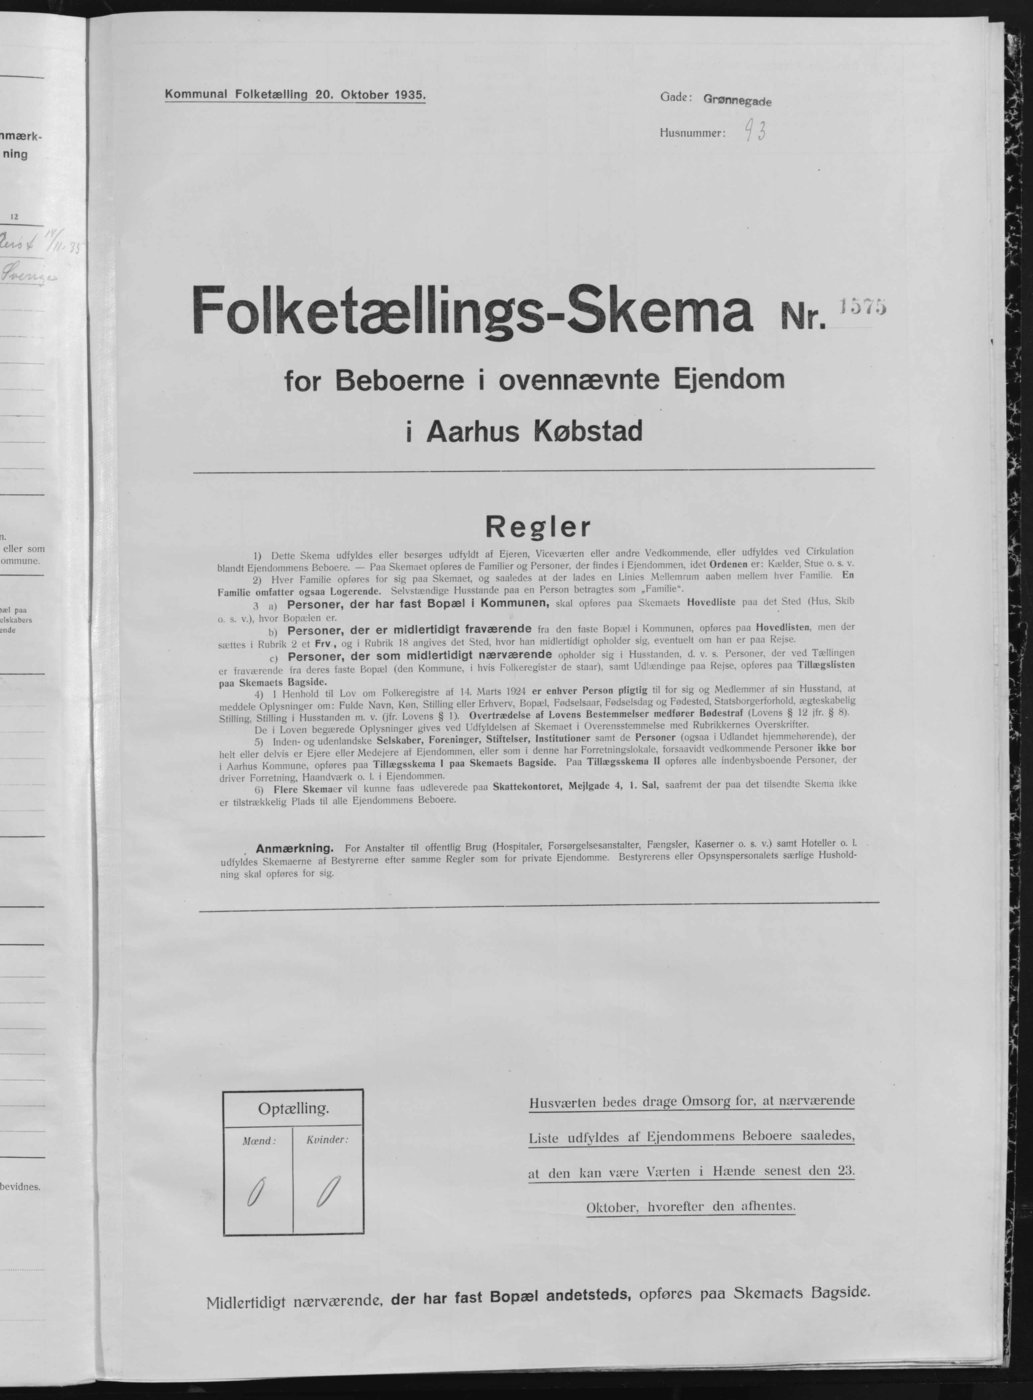 nmærk-
ning
12
Sverige
n.
eller som
ommune.
pæl paa
elskabers
ende
bevidnes.
Kommunal Folketælling 20. Oktober 1935.
Gade: Grønnegade
Husnummer: 93
Folketællings-Skema Nr. 1575
for Beboerne i ovennævnte Ejendom
i Aarhus Købstad
Regler
1) Dette Skema udfyldes eller besørges udfyldt af Ejeren, Viceværten eller andre Vedkommende, eller udfyldes ved Cirkulation
blandt Ejendommens Beboere. — Paa Skemaet opføres de Familier og Personer, der findes i Ejendommen, idet Ordenen er: Kælder, Stue o. s. v.
2) Hver Familie opføres for sig paa Skemaet, og saaledes at der lades en Linies Mellemrum aaben mellem hver Familie. En
Familie omfatter ogsaa Logerende. Selvstændige Husstande paa en Person betragtes som „Familie“.
3 a) Personer, der har fast Bopæl i Kommunen, skal opføres paa Skemaets Hovedliste paa det Sted (Hus, Skib
o. s. v.), hvor Bopælen er.
b) Personer, der er midlertidigt fraværende fra den faste Bopæl i Kommunen, opføres paa Hovedlisten, men der
sættes i Rubrik 2 et Frv., og i Rubrik 18 angives det Sted, hvor han midlertidigt opholder sig, eventuelt om han er paa Rejse.
c) Personer, der som midlertidigt nærværende opholder sig i Husstanden, d. v. s. Personer, der ved Tællingen
er fraværende fra deres faste Bopæl (den Kommune, i hvis Folkeregister de staar), samt Udlændinge paa Rejse, opføres paa Tillægslisten
paa Skemaets Bagside.
4) I Henhold til Lov om Folkeregistre af 14. Marts 1924 er enhver Person pligtig til for sig og Medlemmer af sin Husstand, at
meddele Oplysninger om: Fulde Navn, Køn, Stilling eller Erhverv, Bopæl, Fødselsaar, Fødselsdag og Fødested, Statsborgerforhold, ægteskabelig
Stilling, Stilling i Husstanden m. v. (jfr. Lovens § 1). Overtrædelse af Lovens Bestemmelser medfører Bødestraf (Lovens § 12 jfr. § 8).
De i Loven begærede Oplysninger gives ved Udfyldelsen af Skemaet i Overensstemmelse med Rubrikkernes Overskrifter.
5) Inden- og udenlandske Selskaber, Foreninger, Stiftelser, Institutioner samt de Personer (ogsaa i Udlandet hjemmehørende), der
helt eller delvis er Ejere eller Medejere af Ejendommen, eller som i denne har Forretningslokale, forsaavidt vedkommende Personer ikke bor
i Aarhus Kommune, opføres paa Tillægsskema I paa Skemaets Bagside. Paa Tillægsskema II opføres alle indenbysboende Personer, der
driver Forretning, Haandværk o. l. i Ejendommen.
6) Flere Skemaer vil kunne faas udleverede paa Skattekontoret, Mejlgade 4, 1. Sal, saafremt der paa det tilsendte Skema ikke
er tilstrækkelig Plads til alle Ejendommens Beboere.
Anmærkning. For Anstalter til offentlig Brug (Hospitaler, Forsørgelsesanstalter, Fængsler, Kaserner o. s. v.) samt Hoteller o. l.
udfyldes Skemaerne af Bestyrerne efter samme Regler som for private Ejendomme. Bestyrerens eller Opsynspersonalets særlige Hushold-
ning skal opføres for sig.
Optælling.
Mænd: Kvinder:
0 0
Husværten bedes drage Omsorg for, at nærværende
Liste udfyldes af Ejendommens Beboere saaledes,
at den kan være Værten i Hænde senest den 23.
Oktober, hvorefter den afhentes.
Midlertidigt nærværende, der har fast Bopæl andetsteds, opføres paa Skemaets Bagside.